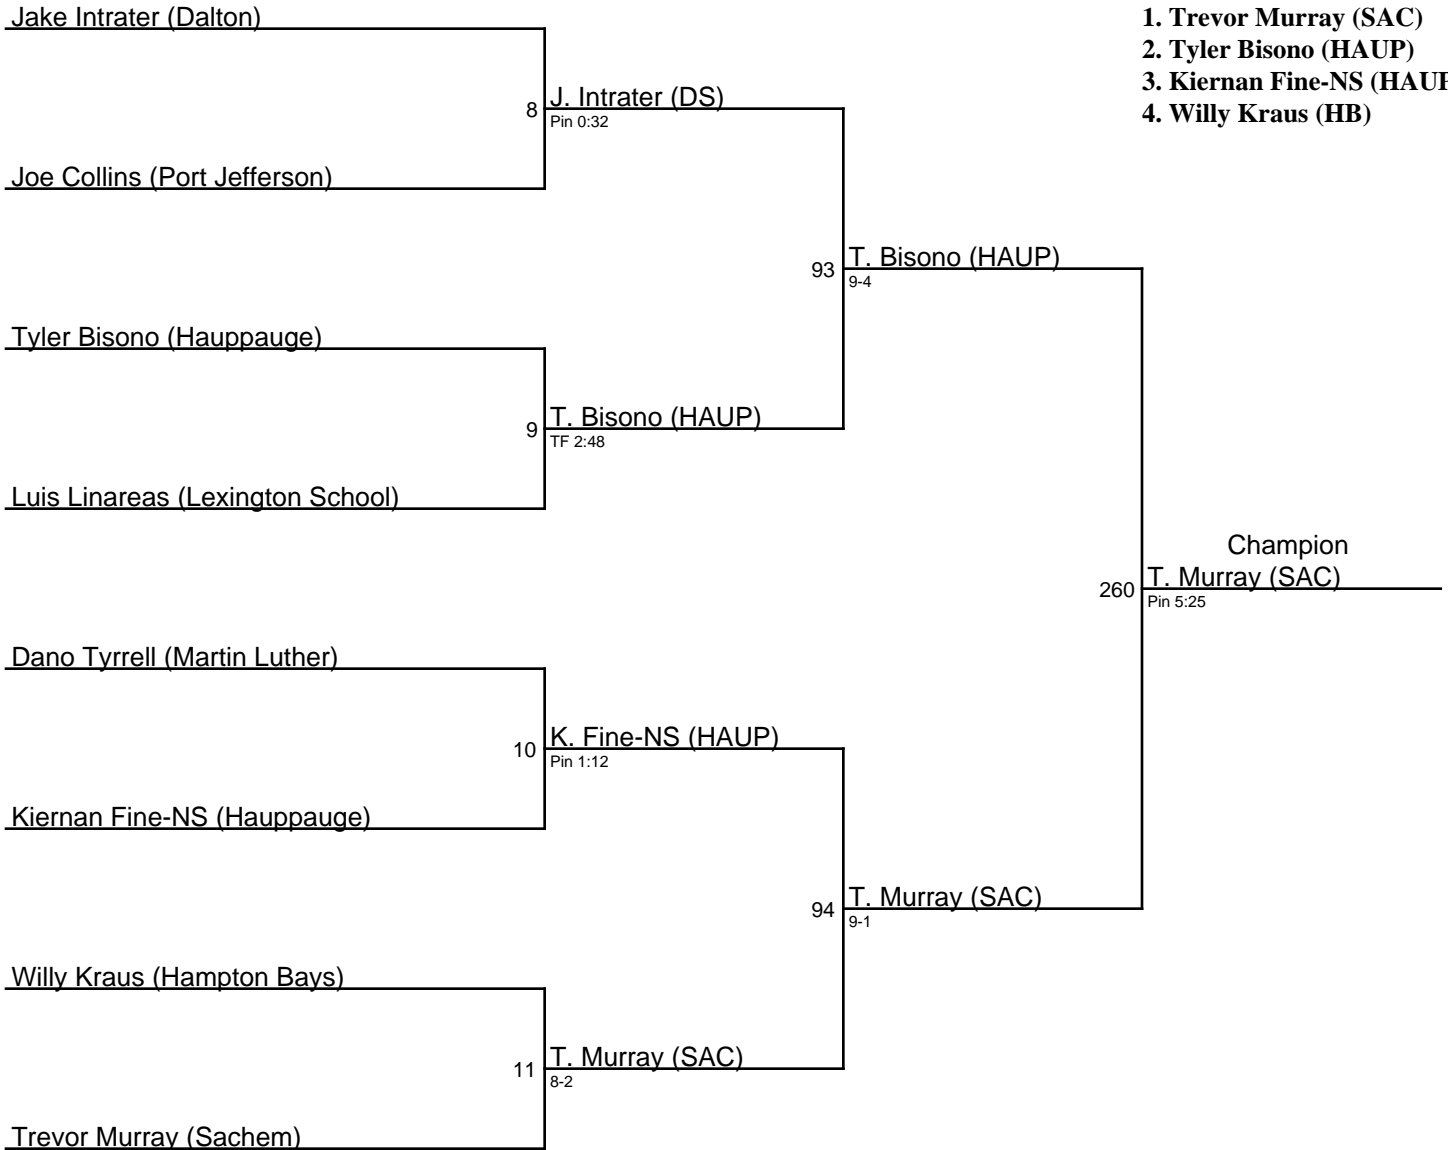 Jake Intrater (Dalton)
1. Trevor Murray (SAC)
2. Tyler Bisono (HAUP)
3. Kiernan Fine-NS (HAUP
4. Willy Kraus (HB)
8
J. Intrater (DS)
Pin 0:32
Joe Collins (Port Jefferson)
93
T. Bisono (HAUP)
9-4
Tyler Bisono (Hauppauge)
9
T. Bisono (HAUP)
TF 2:48
Luis Linareas (Lexington School)
Champion
260
T. Murray (SAC)
Pin 5:25
Dano Tyrrell (Martin Luther)
10
K. Fine-NS (HAUP)
Pin 1:12
Kiernan Fine-NS (Hauppauge)
94
T. Murray (SAC)
9-1
Willy Kraus (Hampton Bays)
11
T. Murray (SAC)
8-2
Trevor Murray (Sachem)